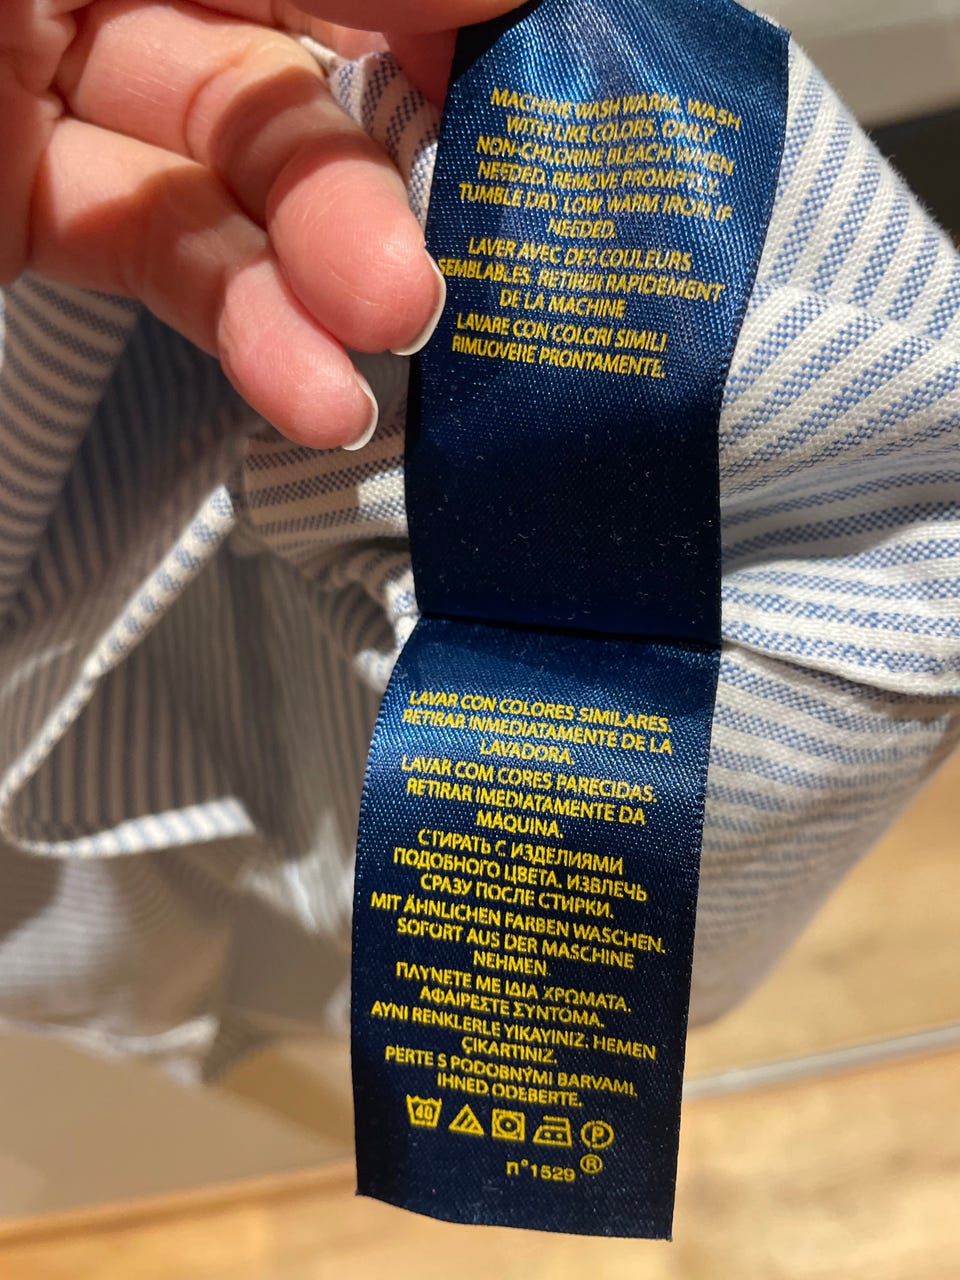 MACHINE WASH WARM. WASH
WITH LIKE COLORS. ONLY
NON-CHLORINE BLEACH WHEN
NEEDED. REMOVE PROMPTLY.
TUMBLE DRY LOW. WARM IRON IF
NEEDED.
LAVER AVEC DES COULEURS
SEMBLABLES. RETIRER RAPIDEMENT
DE LA MACHINE
LAVARE CON COLORI SIMILI
RIMUOVERE PRONTAMENTE.
LAVAR CON COLORES SIMILARES.
RETIRAR INMEDIATAMENTE DE LA
LAVADORA.
LAVAR COM CORES PARECIDAS.
RETIRAR IMEDIATAMENTE DA
MÁQUINA.
СТИРАТЬ С ИЗДЕЛИЯМИ
ПОДОБНОГО ЦВЕТА. ИЗВЛЕЧЬ
СРАЗУ ПОСЛЕ СТИРКИ.
MIT ÄHNLICHEN FARBEN WASCHEN.
SOFORT AUS DER MASCHINE
NEHMEN.
ΠΛΥΝΕΤΕ ΜΕ ΙΔΙΑ ΧΡΩΜΑΤΑ.
ΑΦΑΙΡΕΣΤΕ ΣΥΝΤΟΜΑ.
AYNI RENKLERLE YIKAYINIZ. HEMEN
ÇIKARTINIZ.
PERTE S PODOBNÝMI BARVAMI.
IHNED ODEBERTE.
40 P
n°1529 ®